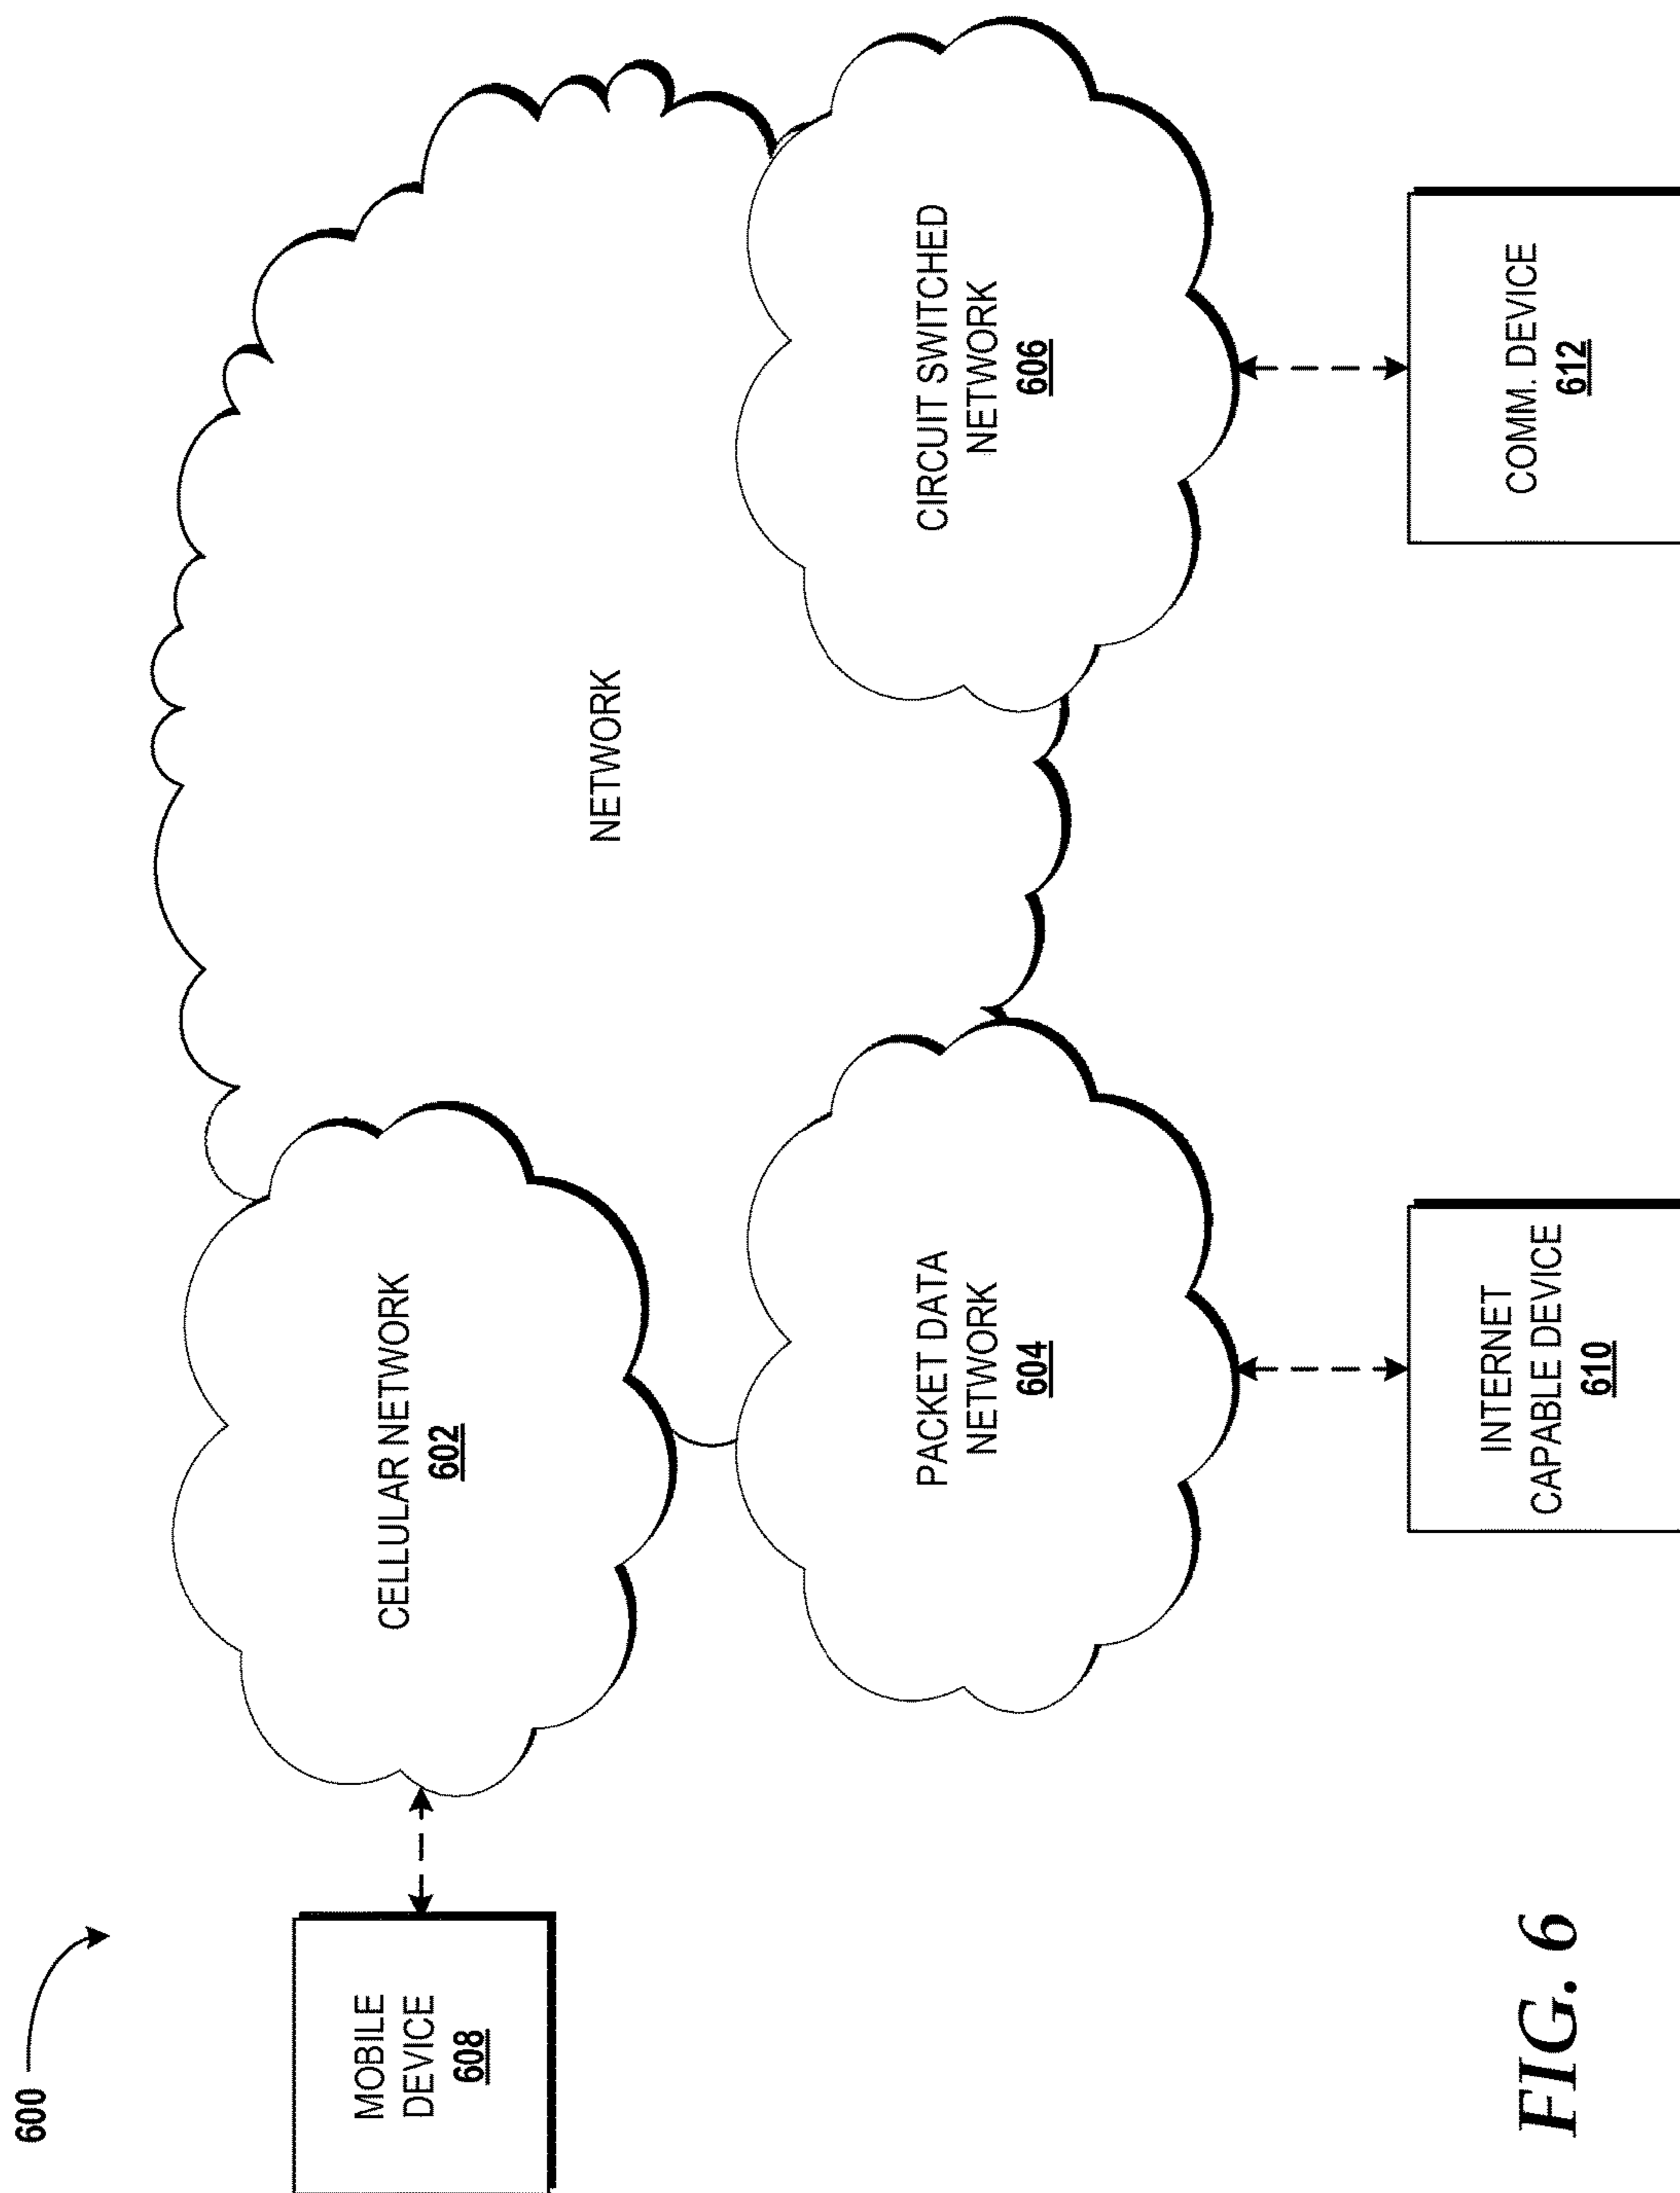 600
MOBILE
DEVICE
608
CELLULAR NETWORK
602
NETWORK
PACKET DATA
NETWORK
604
CIRCUIT SWITCHED
NETWORK
606
INTERNET
CAPABLE DEVICE
610
COMM. DEVICE
612
FIG. 6